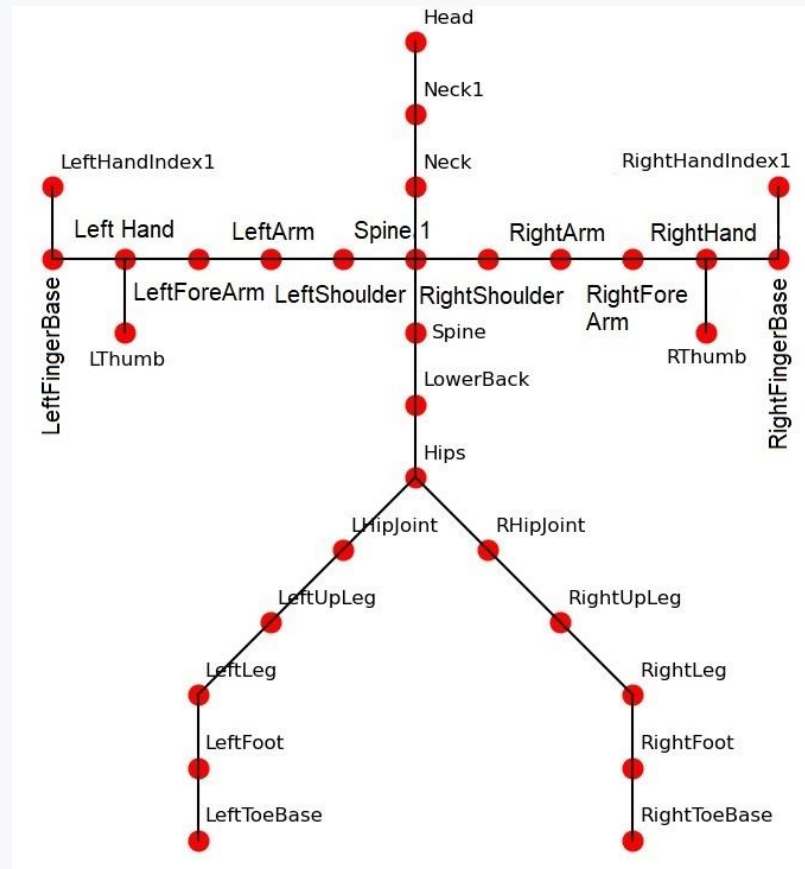 Head
Neck1
Neck
LeftHandIndex1
RightHandIndex1
Left Hand
LeftArm
Spine,1
RightArm
RightHand
LeftForeArm
LeftShoulder
RightShoulder
RightFore
Arm
LeftFingerBase
RightFingerBase
Spine
LThumb
RThumb
LowerBack
Hips
LHipJoint
RHipJoint
LeftUpLeg
RightUpLeg
LeftLeg
RightLeg
LeftFoot
RightFoot
LeftToeBase
RightToeBase